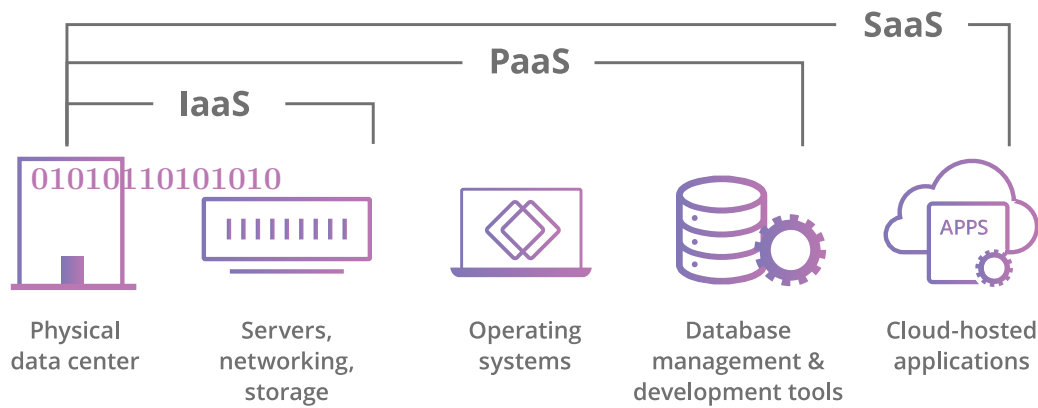 SaaS
PaaS
IaaS
01010110101010
APPS
Physical
data center
Servers,
networking,
storage
Operating
systems
Database
management &
development tools
Cloud-hosted
applications